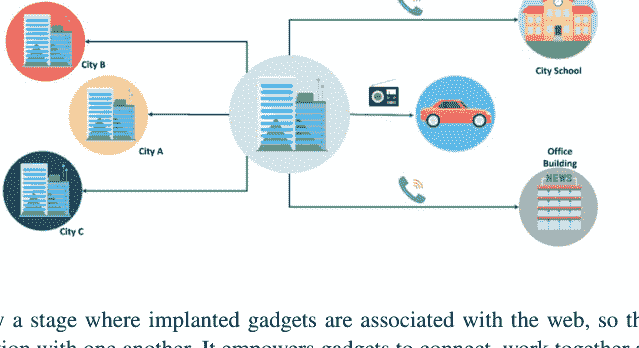 City B
City School
City A
Office
Building
NEWS
City C
a stage where implanted gadgets are associated with the web, so
with one another. It empowers gadgets to connect, work together